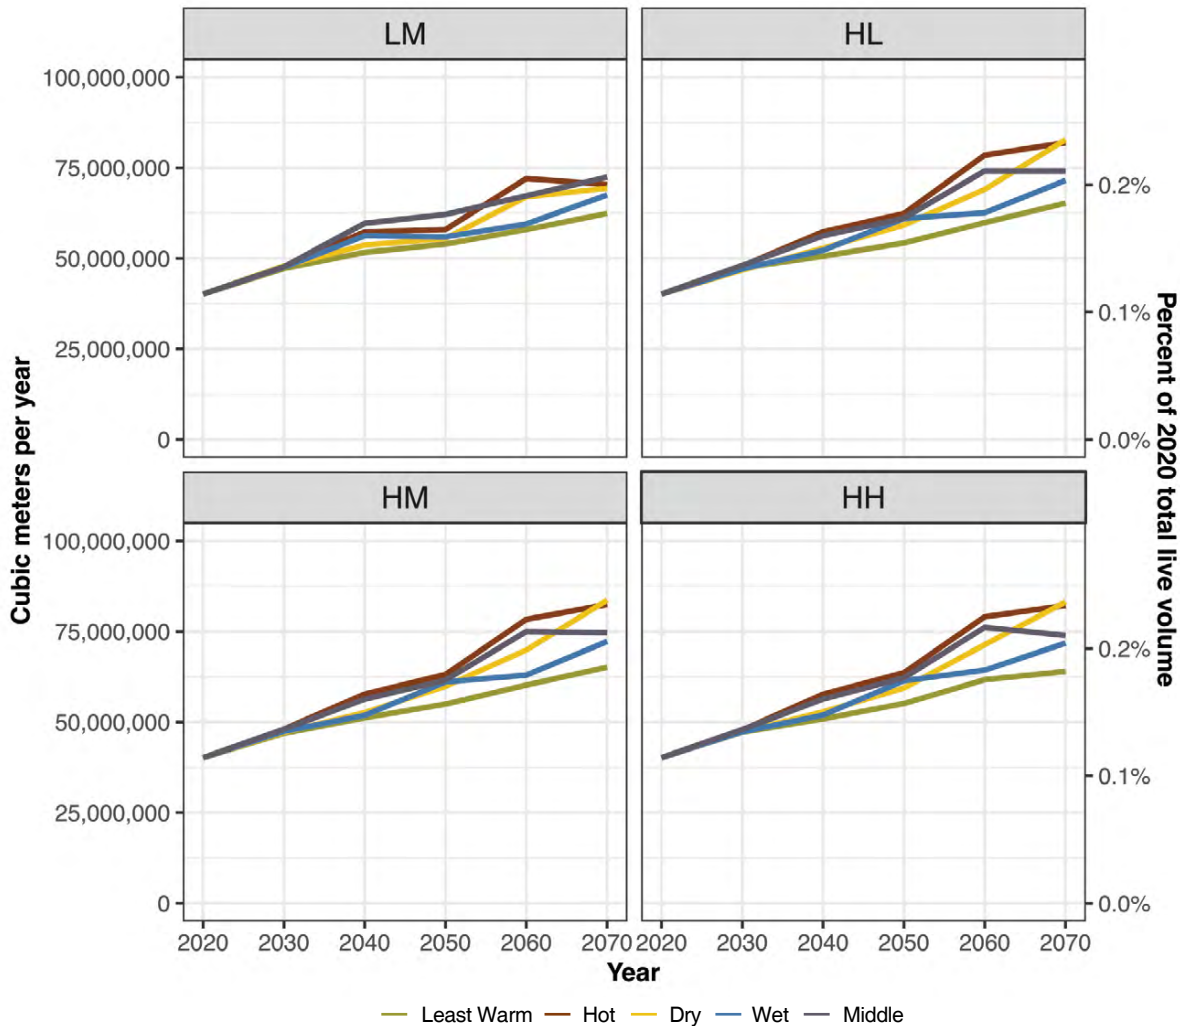 LM
HL
100,000,000
75,000,000
50,000,000
25,000,000
0
0.2%
0.1%
0.0%
Cubic meters per year
Percent of 2020 total live volume
HM
HH
100,000,000
75,000,000
50,000,000
25,000,000
0
0.2%
0.1%
0.0%
2020 2030 2040 2050 2060 2070 2020 2030 2040 2050 2060 2070
Year
Least Warm Hot Dry Wet Middle